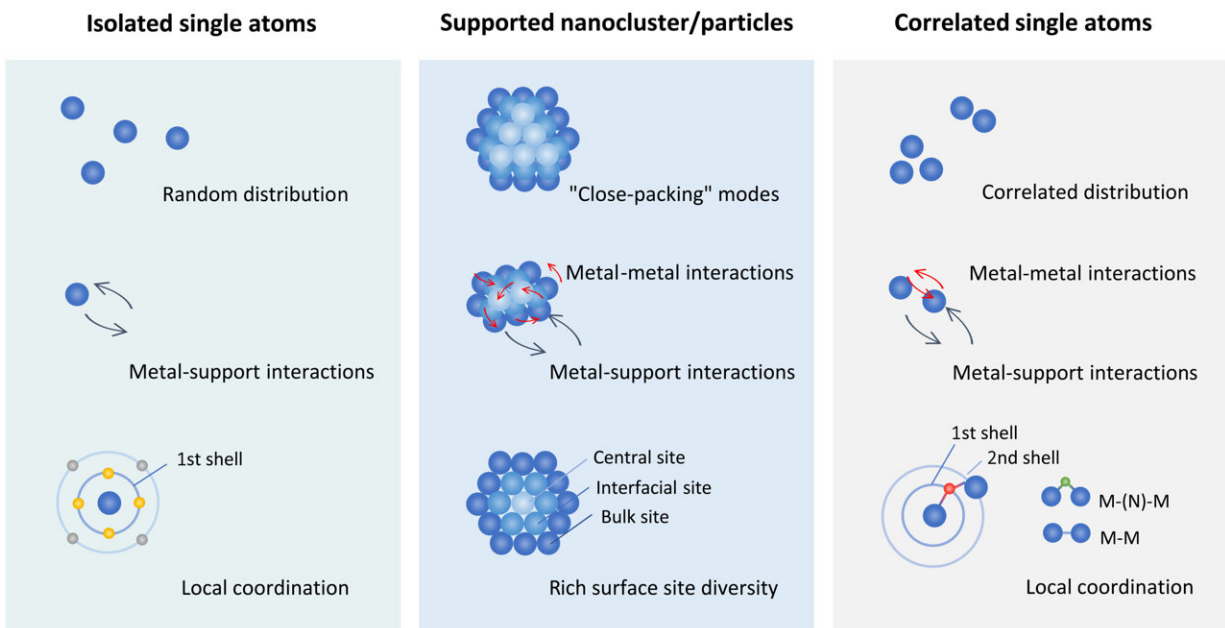 Isolated single atoms
Random distribution
Metal-support interactions
1st shell
Local coordination
Supported nanocluster/particles
"Close-packing" modes
Metal-metal interactions
Metal-support interactions
Central site
Interfacial site
Bulk site
Rich surface site diversity
Correlated single atoms
Correlated distribution
Metal-metal interactions
Metal-support interactions
1st shell
2nd shell
M-(N)-M
M-M
Local coordination